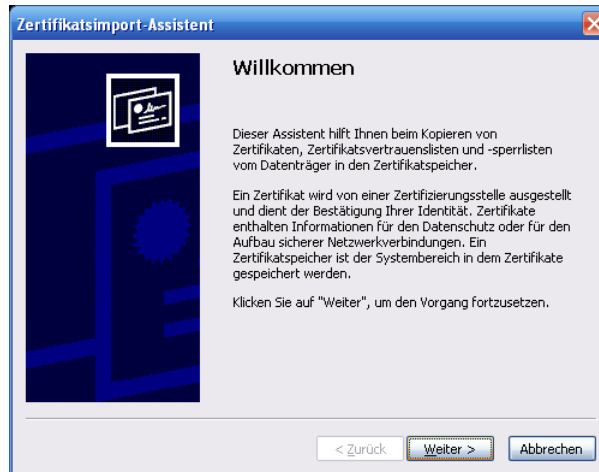 Zertifikatsimport-Assistent
Willkommen
Dieser Assistent hilft Ihnen beim Kopieren von
Zertifikaten, Zertifikatsvertrauenslisten und -sperrlisten
vom Datenträger in den Zertifikatspeicher.
Ein Zertifikat wird von einer Zertifizierungsstelle ausgestellt
und dient der Bestätigung Ihrer Identität. Zertifikate
enthalten Informationen für den Datenschutz oder für den
Aufbau sicherer Netzwerkverbindungen. Ein
Zertifikatspeicher ist der Systembereich in dem Zertifikate
gespeichert werden.
Klicken Sie auf "Weiter", um den Vorgang fortzusetzen.
< Zurück Weiter > Abbrechen